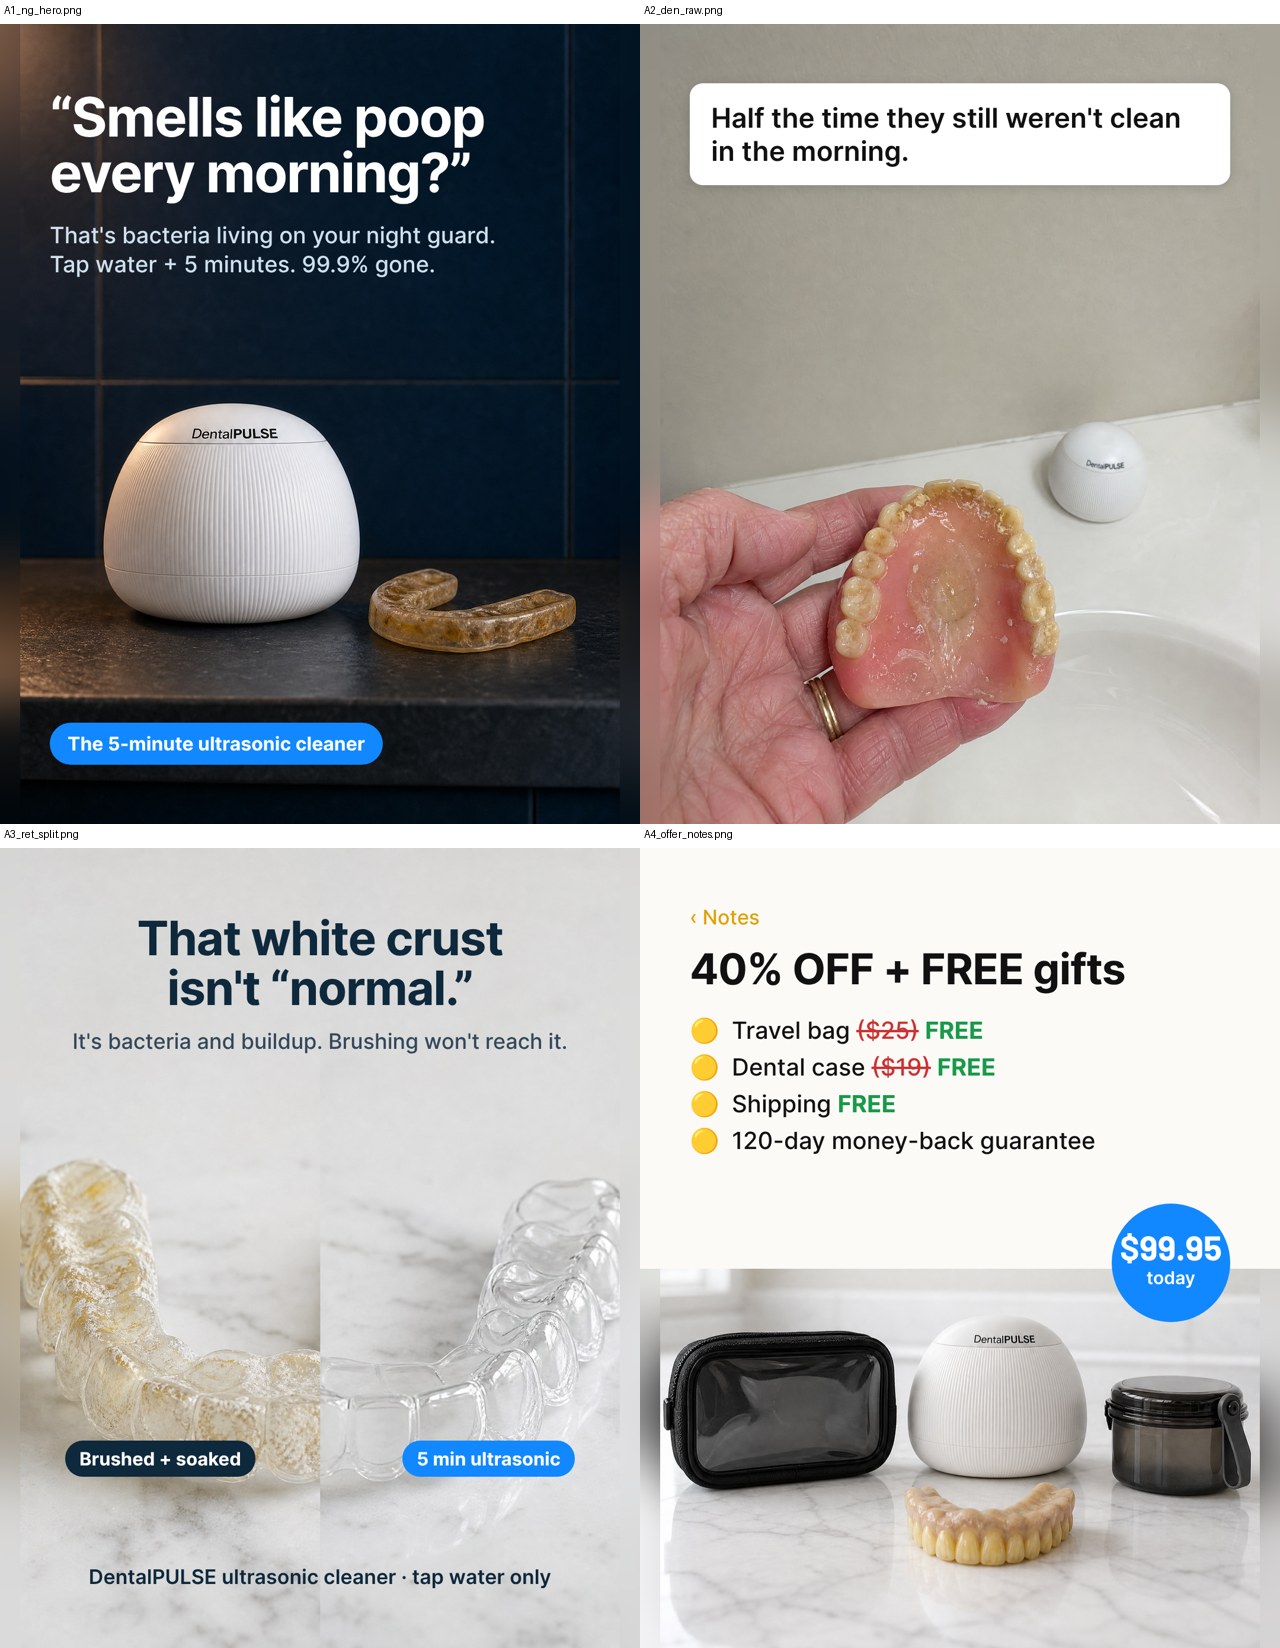 A1_ng_hero.png
“Smells like poop
every morning?”
That's bacteria living on your night guard.
Tap water + 5 minutes. 99.9% gone.
DentalPULSE
The 5-minute ultrasonic cleaner
A2_den_raw.png
Half the time they still weren't clean
in the morning.
DentalPULSE
A3_ret_split.png
That white crust
isn't “normal.”
It's bacteria and buildup. Brushing won't reach it.
Brushed + soaked
5 min ultrasonic
DentalPULSE ultrasonic cleaner · tap water only
A4_offer_notes.png
‹ Notes
40% OFF + FREE gifts
Travel bag ($25) FREE
Dental case ($19) FREE
Shipping FREE
120-day money-back guarantee
$99.95
today
DentalPULSE